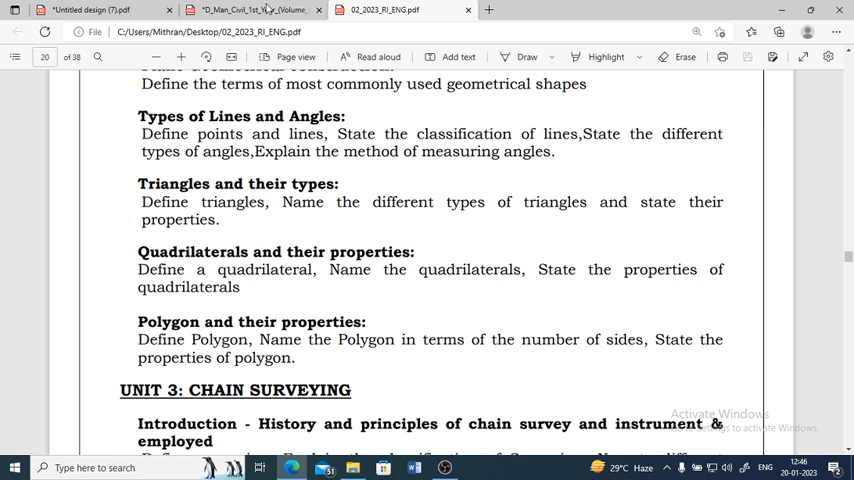 *Untitled design (7).pdf
*D_Man_Civil_1st_Year_(Volume_
02_2023_RI_ENG.pdf
File
C:/Users/Mithran/Desktop/02_2023_RI_ENG.pdf
20 of 38
Page view
Read aloud
Add text
Draw
Highlight
Erase
Define the terms of most commonly used geometrical shapes
Types of Lines and Angles:
Define points and lines, State the classification of lines,State the different
types of angles,Explain the method of measuring angles.
Triangles and their types:
Define triangles, Name the different types of triangles and state their
properties.
Quadrilaterals and their properties:
Define a quadrilateral, Name the quadrilaterals, State the properties of
quadrilaterals
Polygon and their properties:
Define Polygon, Name the Polygon in terms of the number of sides, State the
properties of polygon.
UNIT 3: CHAIN SURVEYING
Introduction - History and principles of chain survey and instrument &
employed
Activate Windows
to activate Windows.
Type here to search
51
29°C Haze
ENG
12:46
20-01-2023
2